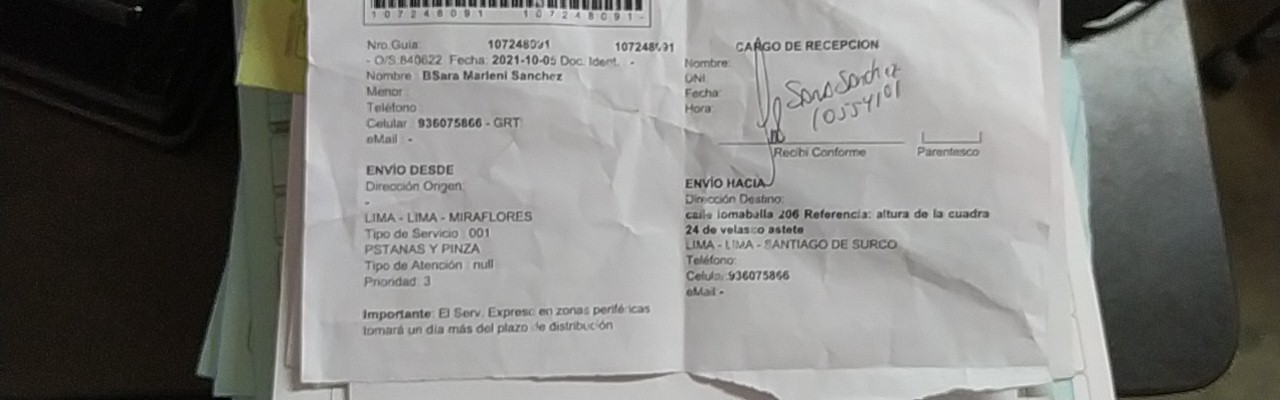 107248091 107248091-
Nro.Guia: 107248091 107248091
- O/S 840622 Fecha: 2021-10-05 Doc. Ident. -
Nombre : BSara Marleni Sanchez
Menor :
Teléfono :
Celular : 936075866 - GRT
eMail : -
ENVÍO DESDE
Dirección Origen:
-
LIMA - LIMA - MIRAFLORES
Tipo de Servicio : 001
PSTANAS Y PINZA
Tipo de Atención : null
Prioridad: 3
Importante: El Serv. Expreso en zonas periféricas
tomará un día más del plazo de distribución
CARGO DE RECEPCIÓN
Nombre:
DNI:
Fecha:
Hora:
Sara Sanchez
10554101
Recibí Conforme Parentesco
ENVÍO HACIA
Dirección Destino:
calle lomaballa 206 Referencia: altura de la cuadra
24 de velasco astete
LIMA - LIMA - SANTIAGO DE SURCO
Teléfono:
Celular:936075866
eMail -